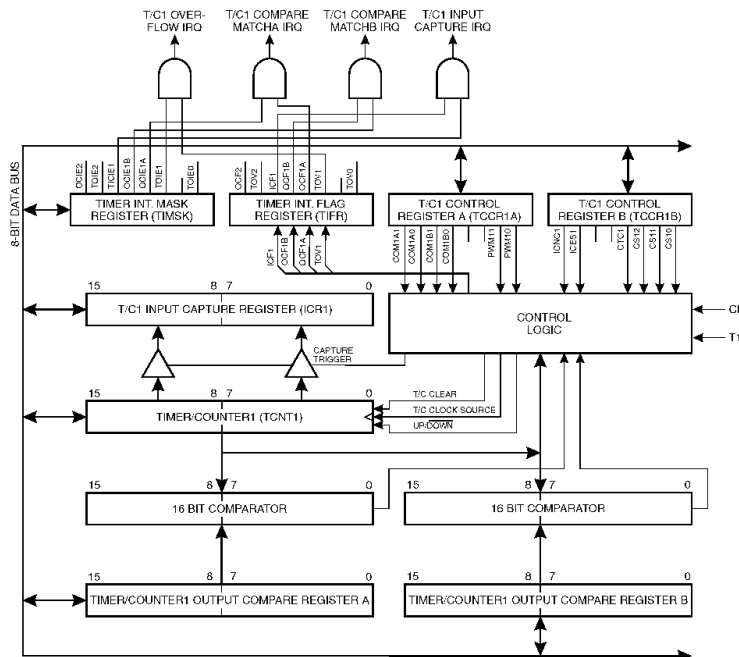 T/C1 OVER-
FLOW IRQ
T/C1 COMPARE
MATCHA IRQ
T/C1 COMPARE
MATCHB IRQ
T/C1 INPUT
CAPTURE IRQ
8-BIT DATA BUS
OCIE2
TOIE2
TICIE1
OCIE1B
OCIE1A
TOIE1
TOIE0
OCF2
TOV2
ICF1
OCF1B
OCF1A
TOV1
TOV0
TIMER INT. MASK
REGISTER (TIMSK)
TIMER INT. FLAG
REGISTER (TIFR)
T/C1 CONTROL
REGISTER A (TCCR1A)
T/C1 CONTROL
REGISTER B (TCCR1B)
ICF1
OCF1B
OCF1A
TOV1
COM1A1
COM1A0
COM1B1
COM1B0
PWM11
PWM10
ICNC1
ICES1
CTC1
CS12
CS11
CS10
15 8 7 0
T/C1 INPUT CAPTURE REGISTER (ICR1)
CONTROL
LOGIC
T1
CAPTURE
TRIGGER
15 8 7 0
TIMER/COUNTER1 (TCNT1)
T/C CLEAR
T/C CLOCK SOURCE
UP/DOWN
15 8 7 0
16 BIT COMPARATOR
15 8 7 0
16 BIT COMPARATOR
15 8 7 0
TIMER/COUNTER1 OUTPUT COMPARE REGISTER A
15 8 7 0
TIMER/COUNTER1 OUTPUT COMPARE REGISTER B